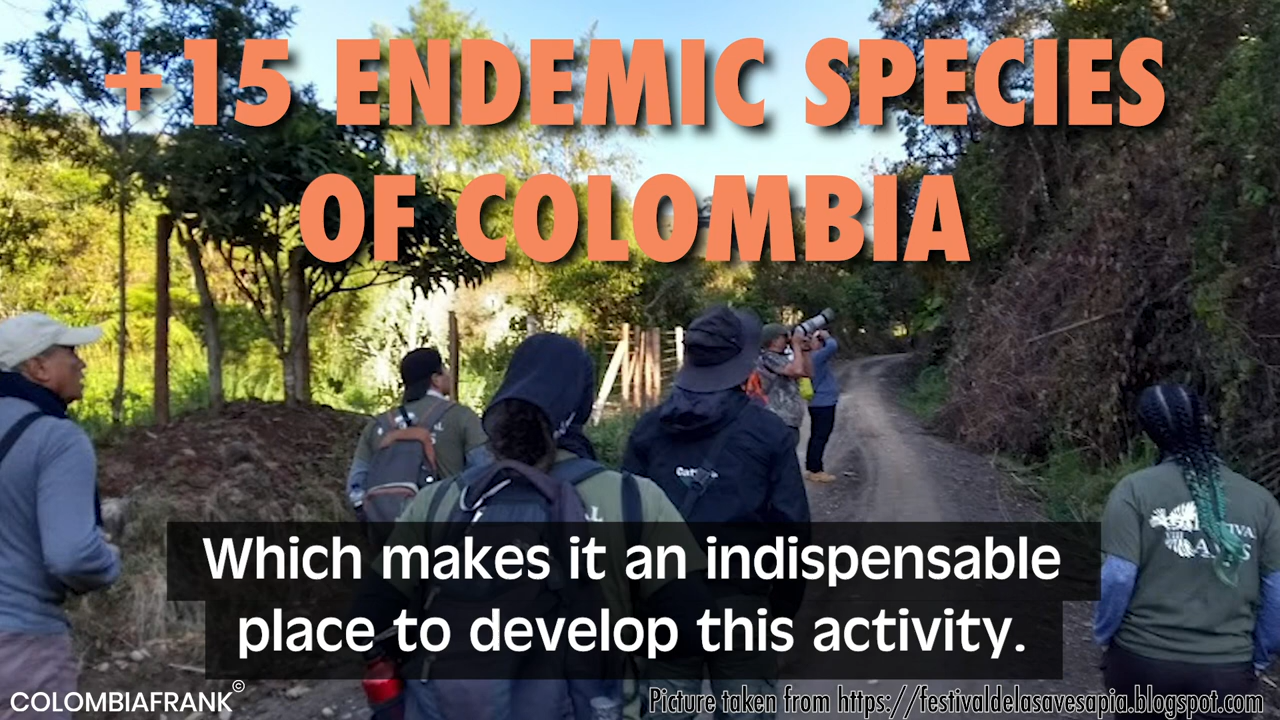 +15 ENDEMIC SPECIES
OF COLOMBIA
Which makes it an indispensable
place to develop this activity.
COLOMBIAFRANK©
Picture taken from https://festivaldelasavesapia.blogspot.com